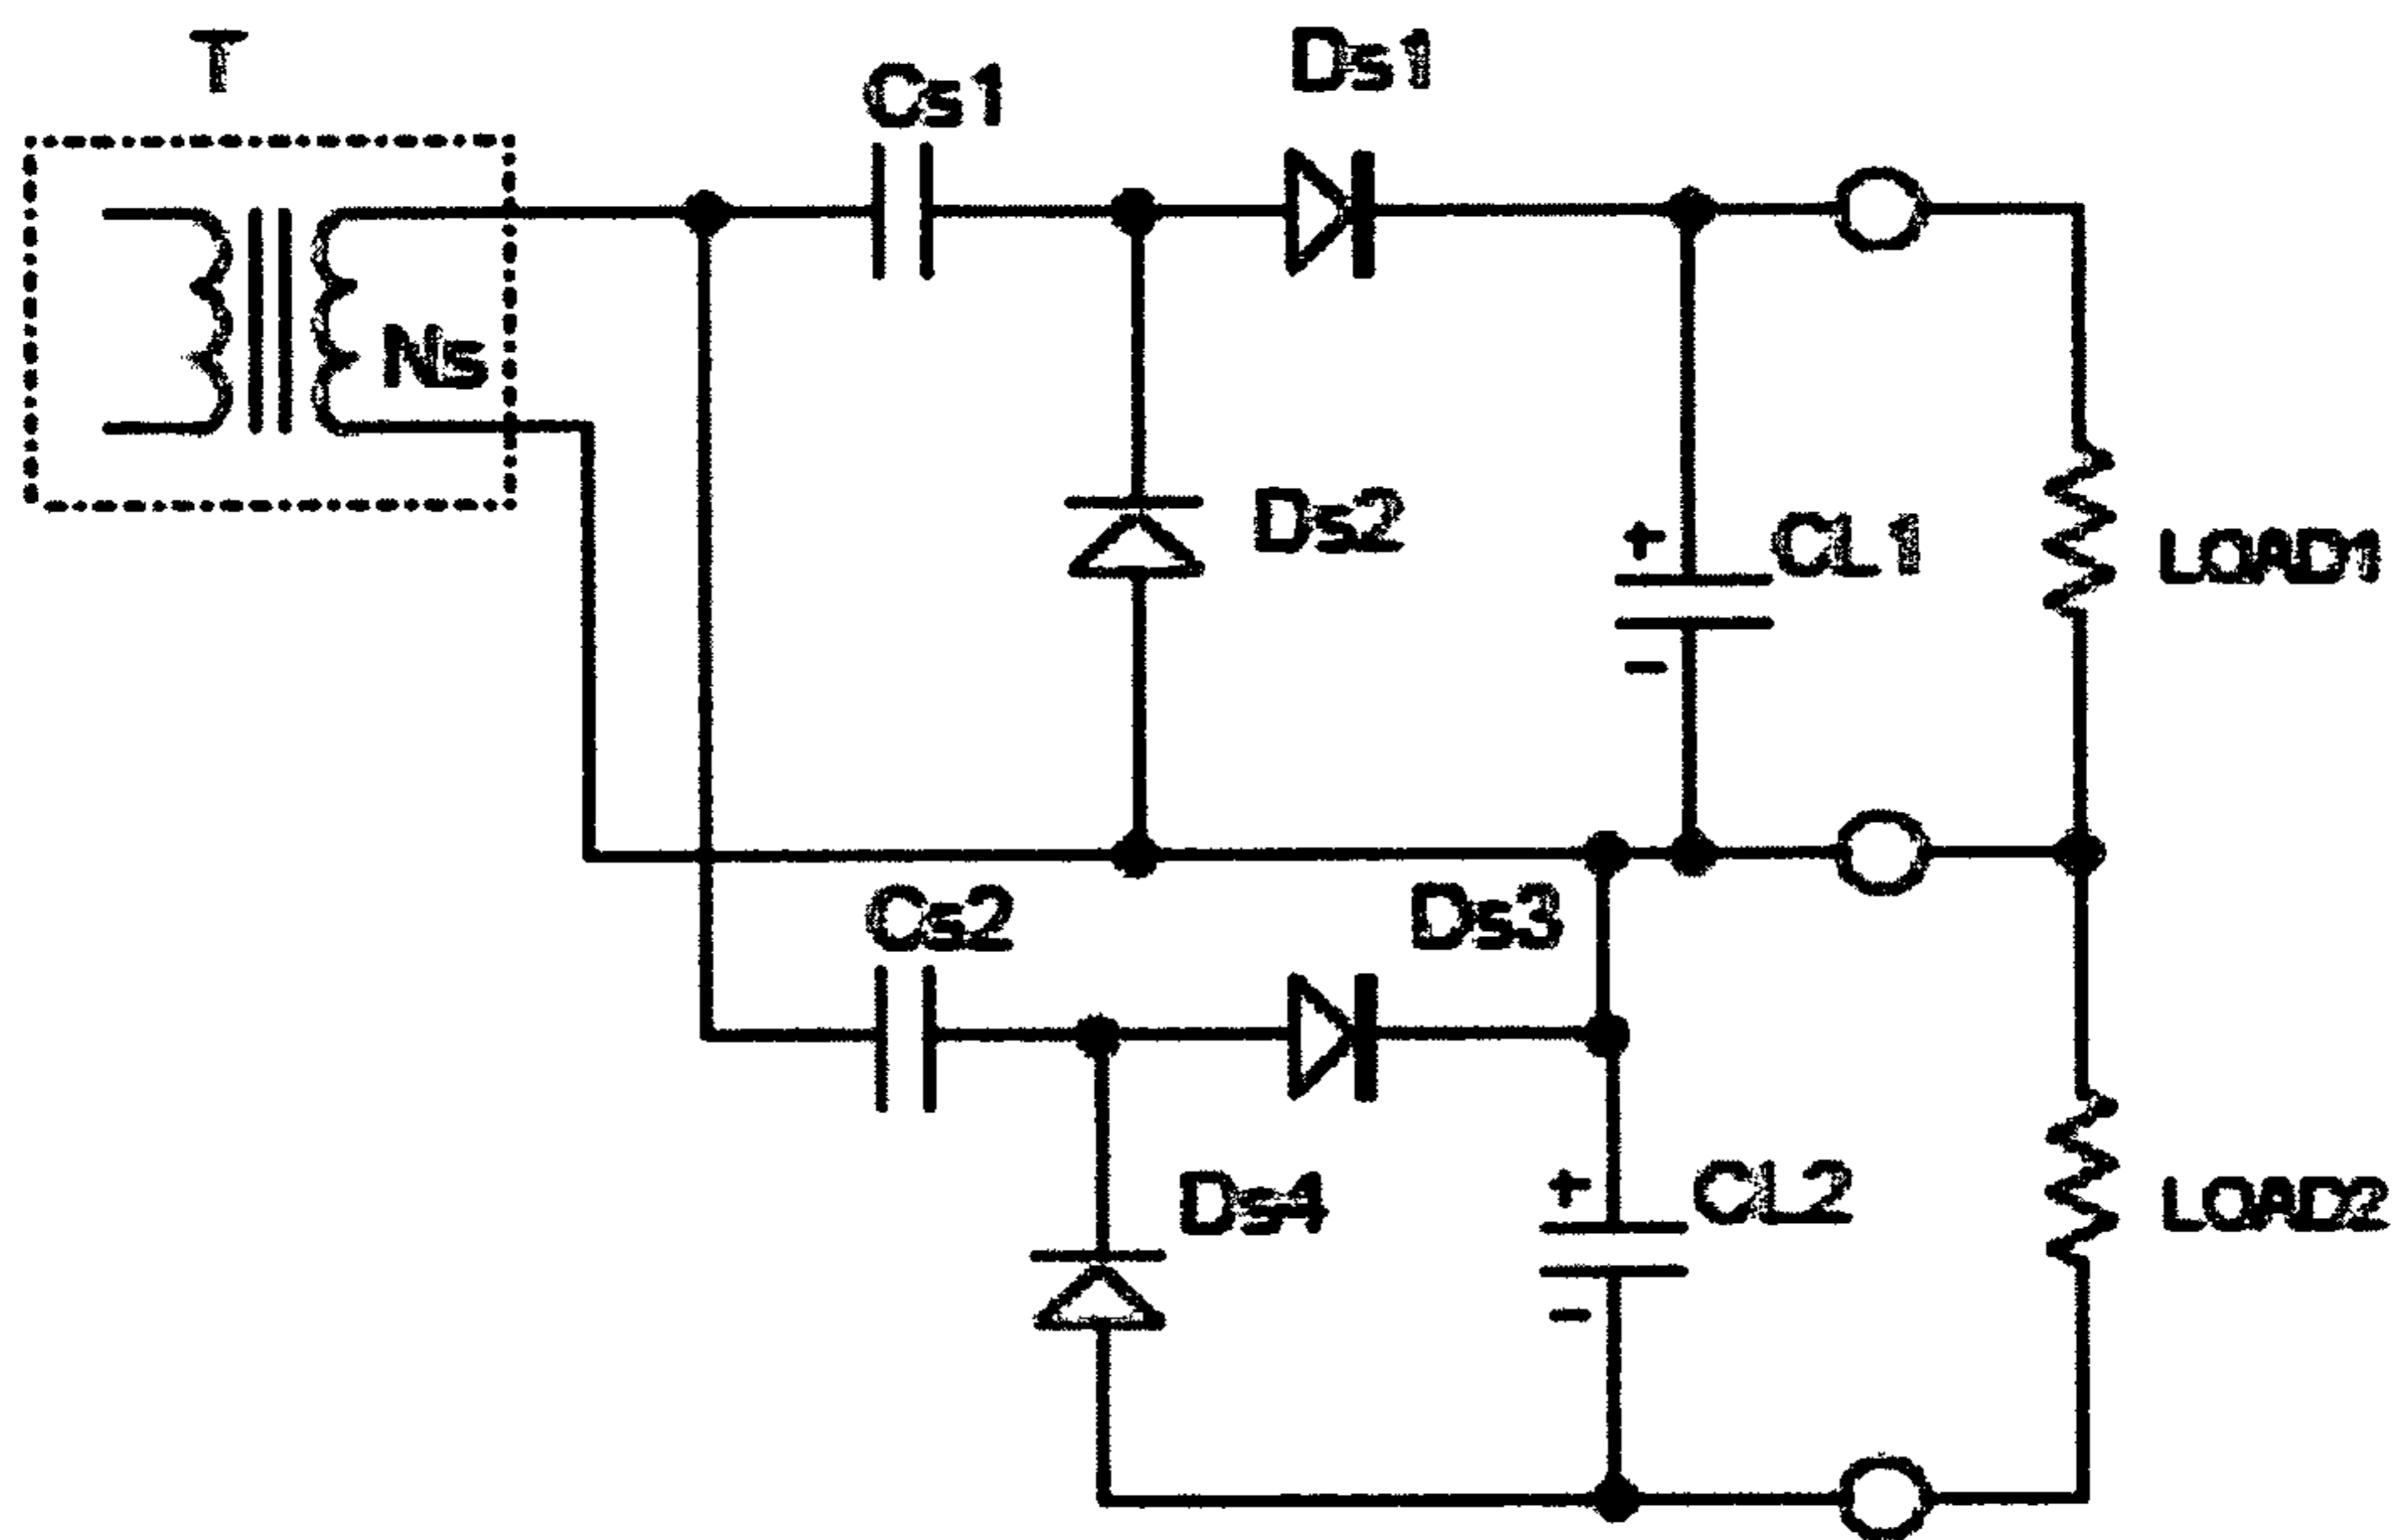 T
Cs1
Ds1
Ns
Ds2
+
CL1
LOAD1
-
Cs2
Ds3
Ds4
+
CL2
LOAD2
-